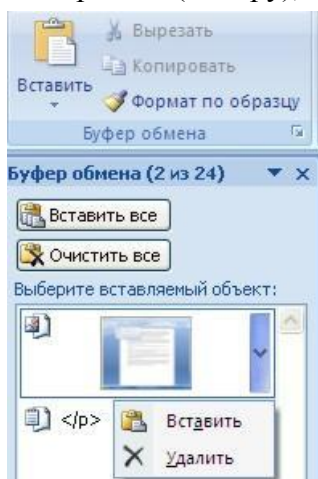 Вырезать
Копировать
Вставить
Формат по образцу
Буфер обмена
Буфер обмена (2 из 24)
Вставить все
Очистить все
Выберите вставляемый объект:
</p>
Вставить
Удалить